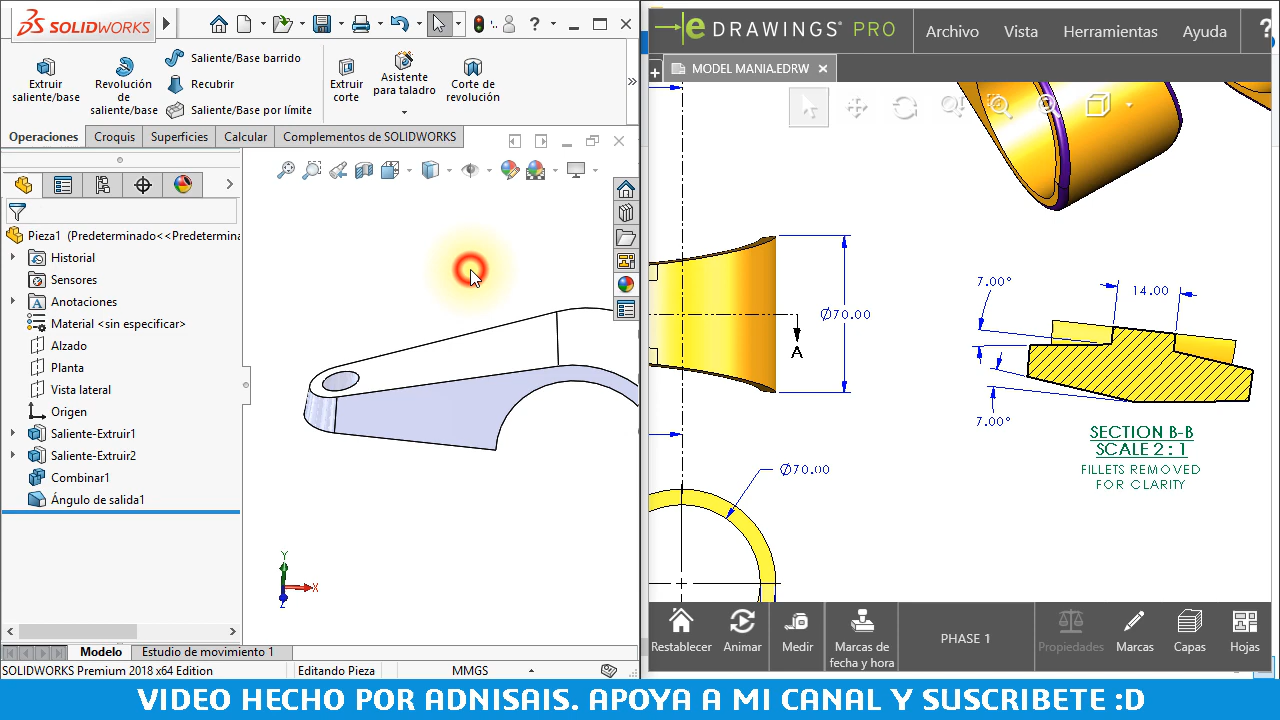 SOLIDWORKS
Extruir
saliente/base
Revolución
de
saliente/base
Saliente/Base barrido
Recubrir
Saliente/Base por límite
Extruir
corte
Asistente
para taladro
Corte de
revolución
Operaciones
Croquis
Superficies
Calcular
Complementos de SOLIDWORKS
Pieza1 (Predeterminado<<Predetermina
Historial
Sensores
Anotaciones
Material <sin especificar>
Alzado
Planta
Vista lateral
Origen
Saliente-Extruir1
Saliente-Extruir2
Combinar1
Ángulo de salida1
Y
X
Z
Modelo
Estudio de movimiento 1
SOLIDWORKS Premium 2018 x64 Edition
Editando Pieza
MMGS
eDRAWINGS® PRO
Archivo
Vista
Herramientas
Ayuda
?
MODEL MANIA.EDRW
Ø70.00
A
Ø70.00
7.00°
14.00
7.00°
SECTION B-B
SCALE 2 : 1
FILLETS REMOVED
FOR CLARITY
Restablecer
Animar
Medir
Marcas de
fecha y hora
PHASE 1
Propiedades
Marcas
Capas
Hojas
VIDEO HECHO POR ADNISAIS. APOYA A MI CANAL Y SUSCRIBETE :D